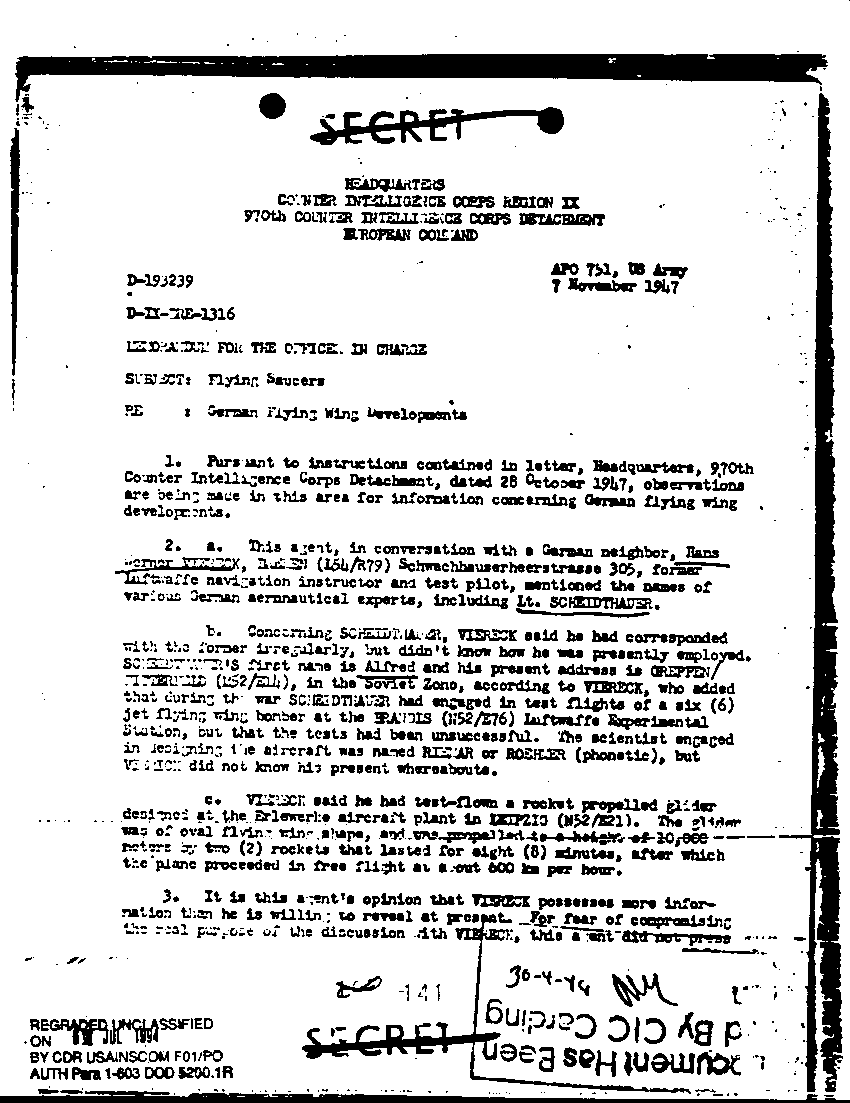 SECRET
HEADQUARTERS
COUNTER INTELLIGENCE CORPS REGION IX
970th COUNTER INTELLIGENCE CORPS DETACHMENT
EUROPEAN COMMAND
APO 751, US Army
7 November 1947
D-193239
D-IX-BRE-1316
MEMORANDUM FOR THE OFFICER IN CHARGE
SUBJECT: Flying Saucers
RE : German Flying Wing Developments
1. Pursuant to instructions contained in letter, Headquarters, 970th
Counter Intelligence Corps Detachment, dated 28 October 1947, observations
are being made in this area for information concerning German flying wing
developments.
2. a. This agent, in conversation with a German neighbor, Hans
Werner VIERECK, BREMEN (L54/R79) Schwachhauserheerstrasse 305, former
Luftwaffe navigation instructor and test pilot, mentioned the names of
various German aernautical experts, including Lt. SCHEIDTHAUER.
b. Concerning SCHEIDTHAUER, VIERECK said he had corresponded
with the former irregularly, but didn't know how he was presently employed.
SCHEIDTHAUER'S first name is Alfred and his present address is GREPPEN/
BITTERFELD (M52/E14), in the Soviet Zone, according to VIERECK, who added
that during the war SCHEIDTHAUER had engaged in test flights of a six (6)
jet flying wing bomber at the BRANDIS (N52/E76) Luftwaffe Experimental
Station, but that the tests had been unsuccessful. The scientist engaged
in designing the aircraft was named or ROEHLER (phonetic), but
VIERECK did not know his present whereabouts.
c. VIERECK said he had test-flown a rocket propelled glider
designed at the Erlewerke aircraft plant in LEIPZIG (N52/E21). The glider
was of oval flying wing shape, and was propelled to a height of 10,000
meters by two (2) rockets that lasted for eight (8) minutes, after which
the plane proceeded in free flight at about 600 km per hour.
3. It is this agent's opinion that VIERECK possesses more infor-
mation than he is willing to reveal at present. For fear of compromising
the real purpose of the discussion with VIERECK, this agent did not press
141
30-4-49
d By CIC Carding
ocument Has Been
SECRET
REGRADED UNCLASSIFIED
ON JUL 1994
BY CDR USAINSCOM F01/PO
AUTH Para 1-603 DOD 5200.1R